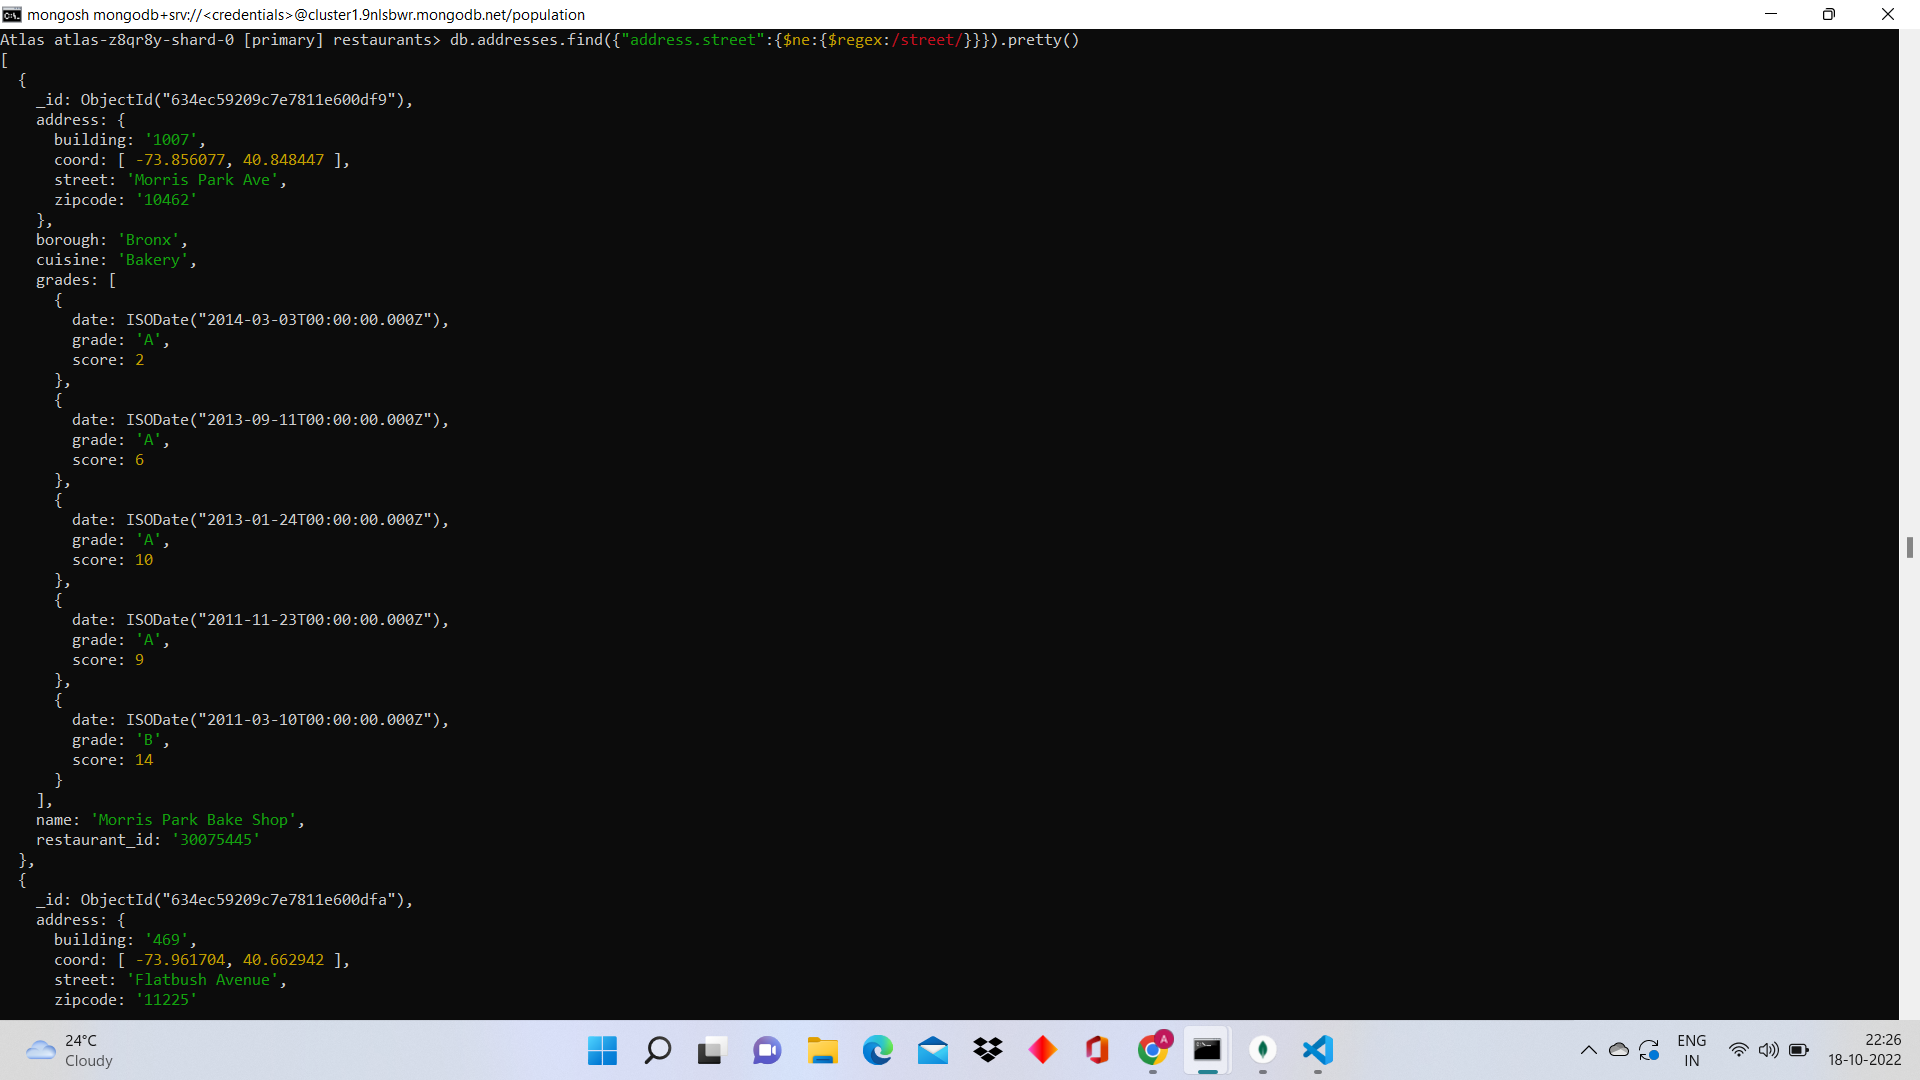 mongosh mongodb+srv://<credentials>@cluster1.9nlsbwr.mongodb.net/population
Atlas atlas-z8qr8y-shard-0 [primary] restaurants> db.addresses.find({"address.street":{$ne:{$regex:/street/}}}).pretty()
[
  {
    _id: ObjectId("634ec59209c7e7811e600df9"),
    address: {
      building: '1007',
      coord: [ -73.856077, 40.848447 ],
      street: 'Morris Park Ave',
      zipcode: '10462'
    },
    borough: 'Bronx',
    cuisine: 'Bakery',
    grades: [
      {
        date: ISODate("2014-03-03T00:00:00.000Z"),
        grade: 'A',
        score: 2
      },
      {
        date: ISODate("2013-09-11T00:00:00.000Z"),
        grade: 'A',
        score: 6
      },
      {
        date: ISODate("2013-01-24T00:00:00.000Z"),
        grade: 'A',
        score: 10
      },
      {
        date: ISODate("2011-11-23T00:00:00.000Z"),
        grade: 'A',
        score: 9
      },
      {
        date: ISODate("2011-03-10T00:00:00.000Z"),
        grade: 'B',
        score: 14
      }
    ],
    name: 'Morris Park Bake Shop',
    restaurant_id: '30075445'
  },
  {
    _id: ObjectId("634ec59209c7e7811e600dfa"),
    address: {
      building: '469',
      coord: [ -73.961704, 40.662942 ],
      street: 'Flatbush Avenue',
      zipcode: '11225'
24°C
Cloudy
A
ENG
IN
22:26
18-10-2022